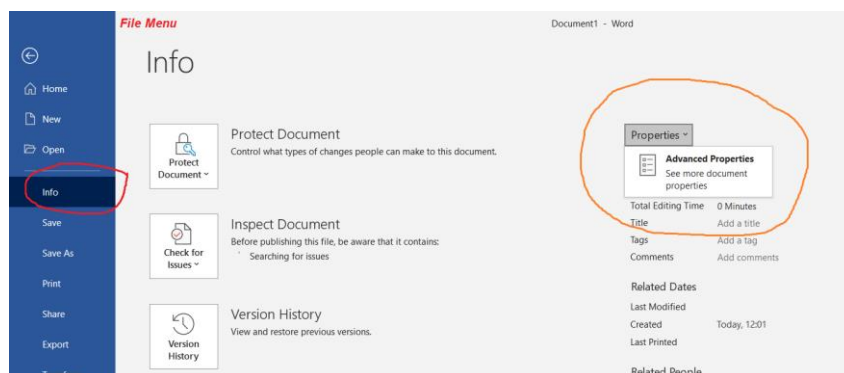 File Menu
Document1 - Word
Info
Home
New
Open
Info
Save
Save As
Print
Share
Export
Protect Document
Protect Document
Control what types of changes people can make to this document.
Check for Issues
Inspect Document
Before publishing this file, be aware that it contains:
Searching for issues
Version History
Version History
View and restore previous versions.
Properties
Advanced Properties
See more document
properties
Total Editing Time 0 Minutes
Title Add a title
Tags Add a tag
Comments Add comments
Related Dates
Last Modified
Created Today, 12:01
Last Printed
Related People